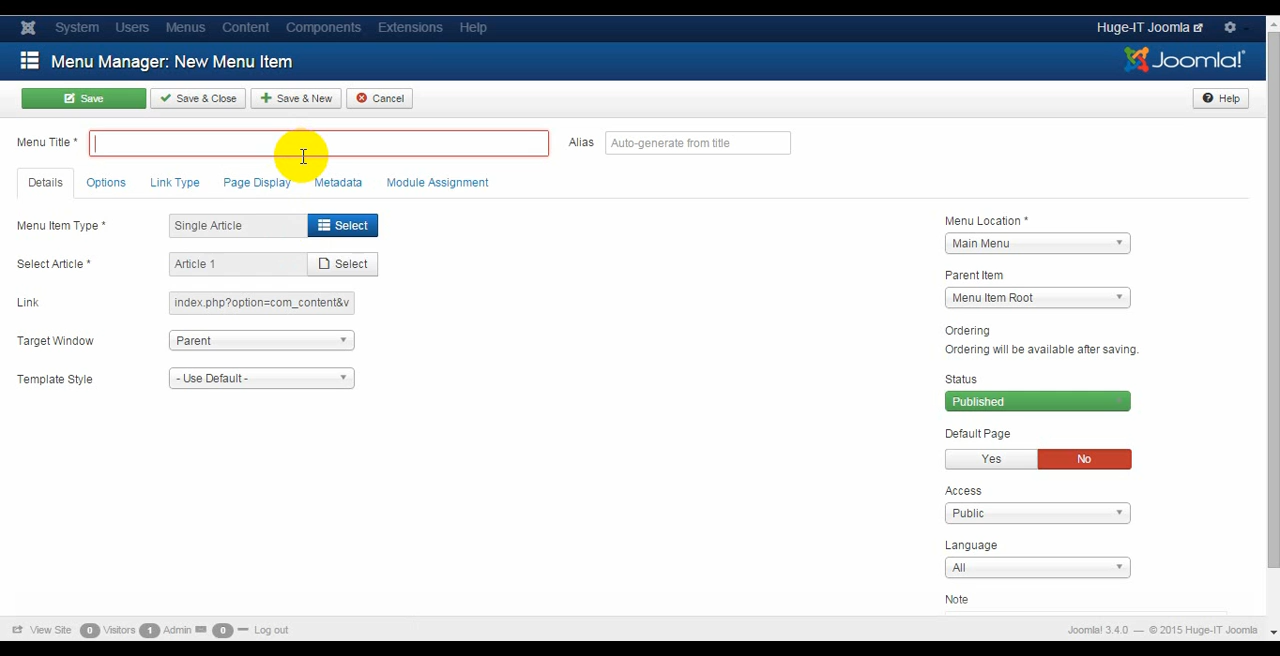 System Users Menus Content Components Extensions Help Huge-IT Joomla
Menu Manager: New Menu Item Joomla!
Save Save & Close Save & New Cancel Help
Menu Title * Alias Auto-generate from title
Details Options Link Type Page Display Metadata Module Assignment
Menu Item Type * Single Article Select
Select Article * Article 1 Select
Link index.php?option=com_content&v
Target Window Parent
Template Style - Use Default -
Menu Location *
Main Menu
Parent Item
Menu Item Root
Ordering
Ordering will be available after saving.
Status
Published
Default Page
Yes No
Access
Public
Language
All
Note
View Site 0 Visitors 1 Admin 0 Log out Joomla! 3.4.0 — © 2015 Huge-IT Joomla